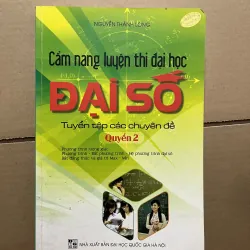 NGUYỄN THÀNH LONG
Cẩm nang luyện thi đại học
ĐẠI SỐ
Tuyển tập các chuyên đề
Quyển 2
NHÀ XUẤT BẢN ĐẠI HỌC QUỐC GIA HÀ NỘI